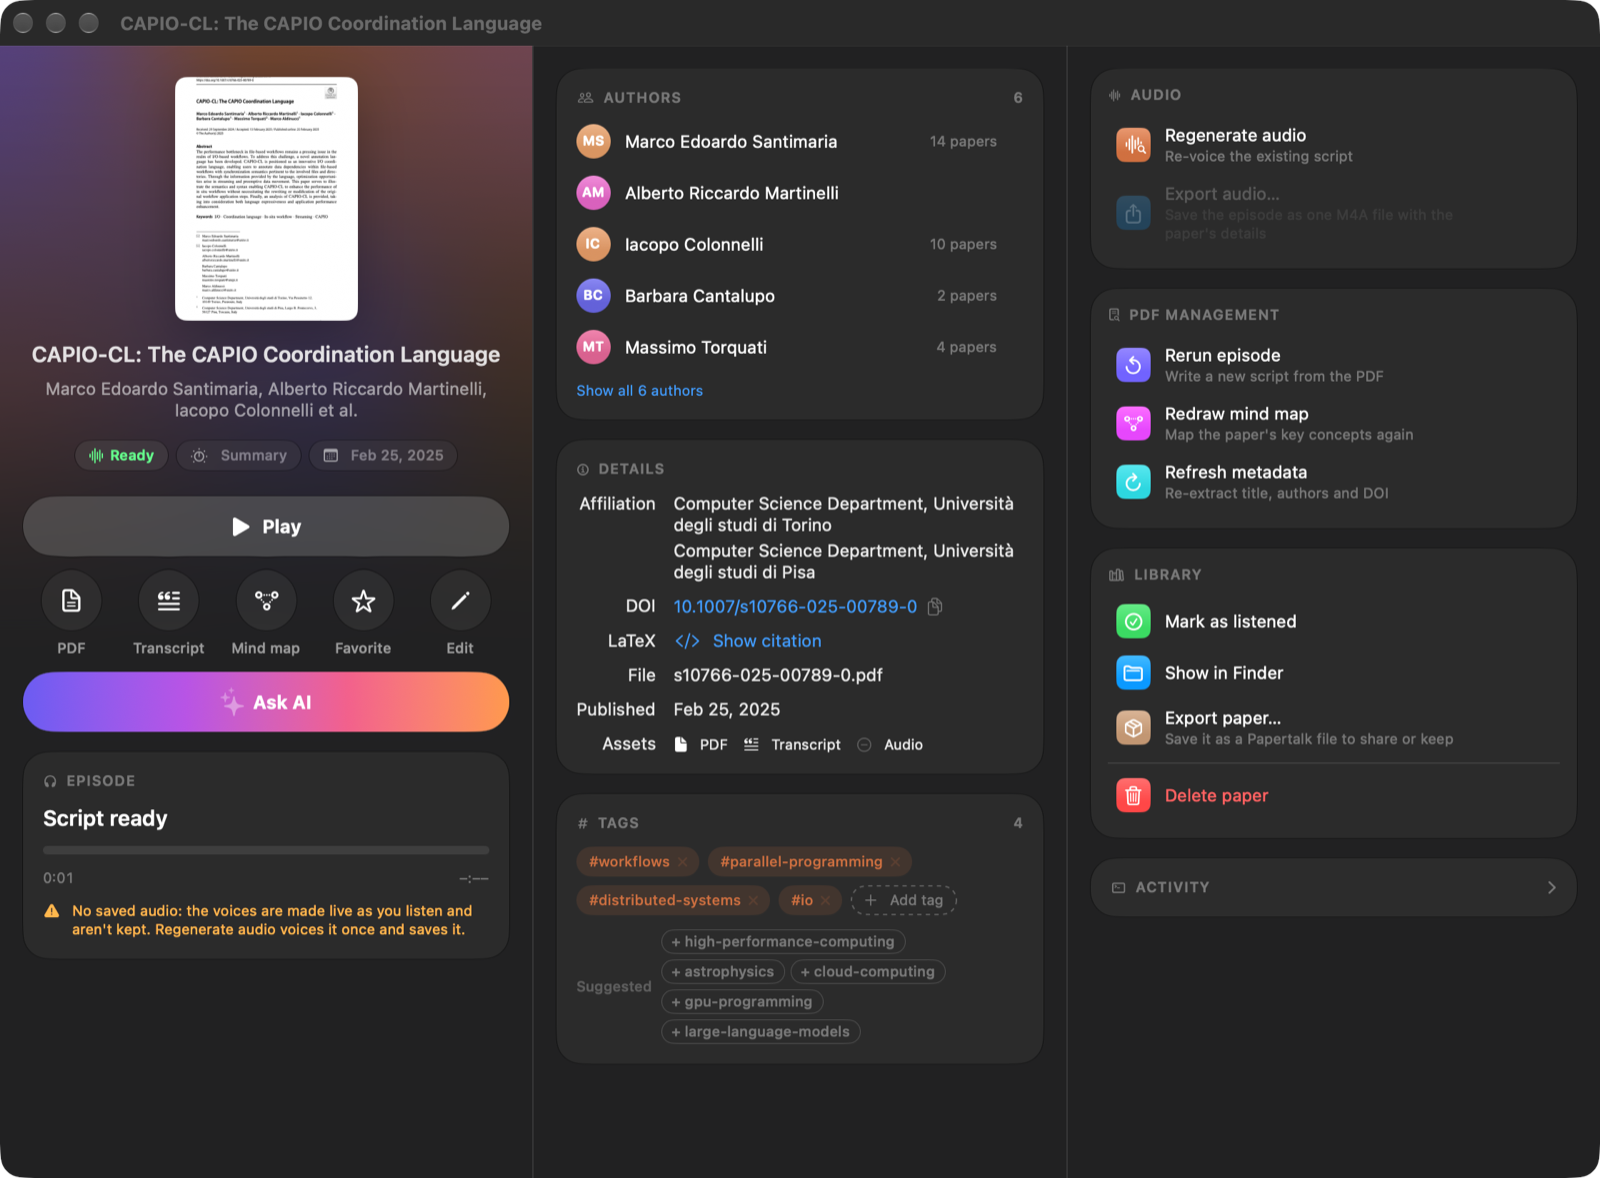 CAPIO-CL: The CAPIO Coordination Language
CAPIO-CL: The CAPIO Coordination Language
Abstract
CAPIO-CL: The CAPIO Coordination Language
Marco Edoardo Santimaria, Alberto Riccardo Martinelli,
Iacopo Colonnelli et al.
Ready
Summary
Feb 25, 2025
Play
PDF
Transcript
Mind map
Favorite
Edit
Ask AI
EPISODE
Script ready
0:01
--:--
No saved audio: the voices are made live as you listen and
aren't kept. Regenerate audio voices it once and saves it.
AUTHORS
6
MS Marco Edoardo Santimaria 14 papers
AM Alberto Riccardo Martinelli
IC Iacopo Colonnelli 10 papers
BC Barbara Cantalupo 2 papers
MT Massimo Torquati 4 papers
Show all 6 authors
DETAILS
Affiliation Computer Science Department, Università
degli studi di Torino
Computer Science Department, Università
degli studi di Pisa
DOI 10.1007/s10766-025-00789-0
LaTeX </> Show citation
File s10766-025-00789-0.pdf
Published Feb 25, 2025
Assets PDF Transcript Audio
# TAGS
4
#workflows × #parallel-programming ×
#distributed-systems × #io × + Add tag
Suggested
+ high-performance-computing
+ astrophysics + cloud-computing
+ gpu-programming
+ large-language-models
AUDIO
Regenerate audio
Re-voice the existing script
Export audio...
Save the episode as one M4A file with the
paper's details
PDF MANAGEMENT
Rerun episode
Write a new script from the PDF
Redraw mind map
Map the paper's key concepts again
Refresh metadata
Re-extract title, authors and DOI
LIBRARY
Mark as listened
Show in Finder
Export paper...
Save it as a Papertalk file to share or keep
Delete paper
ACTIVITY